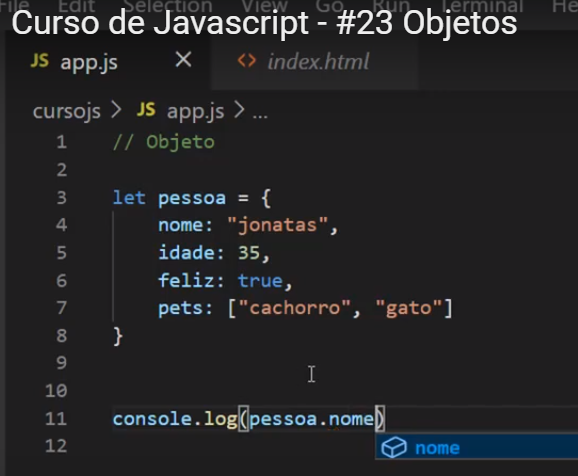 File Edit Selection View Go Run Terminal He
Curso de Javascript - #23 Objetos
JS app.js × <> index.html
cursojs > JS app.js > ...
1 // Objeto
2
3 let pessoa = {
4     nome: "jonatas",
5     idade: 35,
6     feliz: true,
7     pets: ["cachorro", "gato"]
8 }
9
10
11 console.log(pessoa.nome)
nome
12